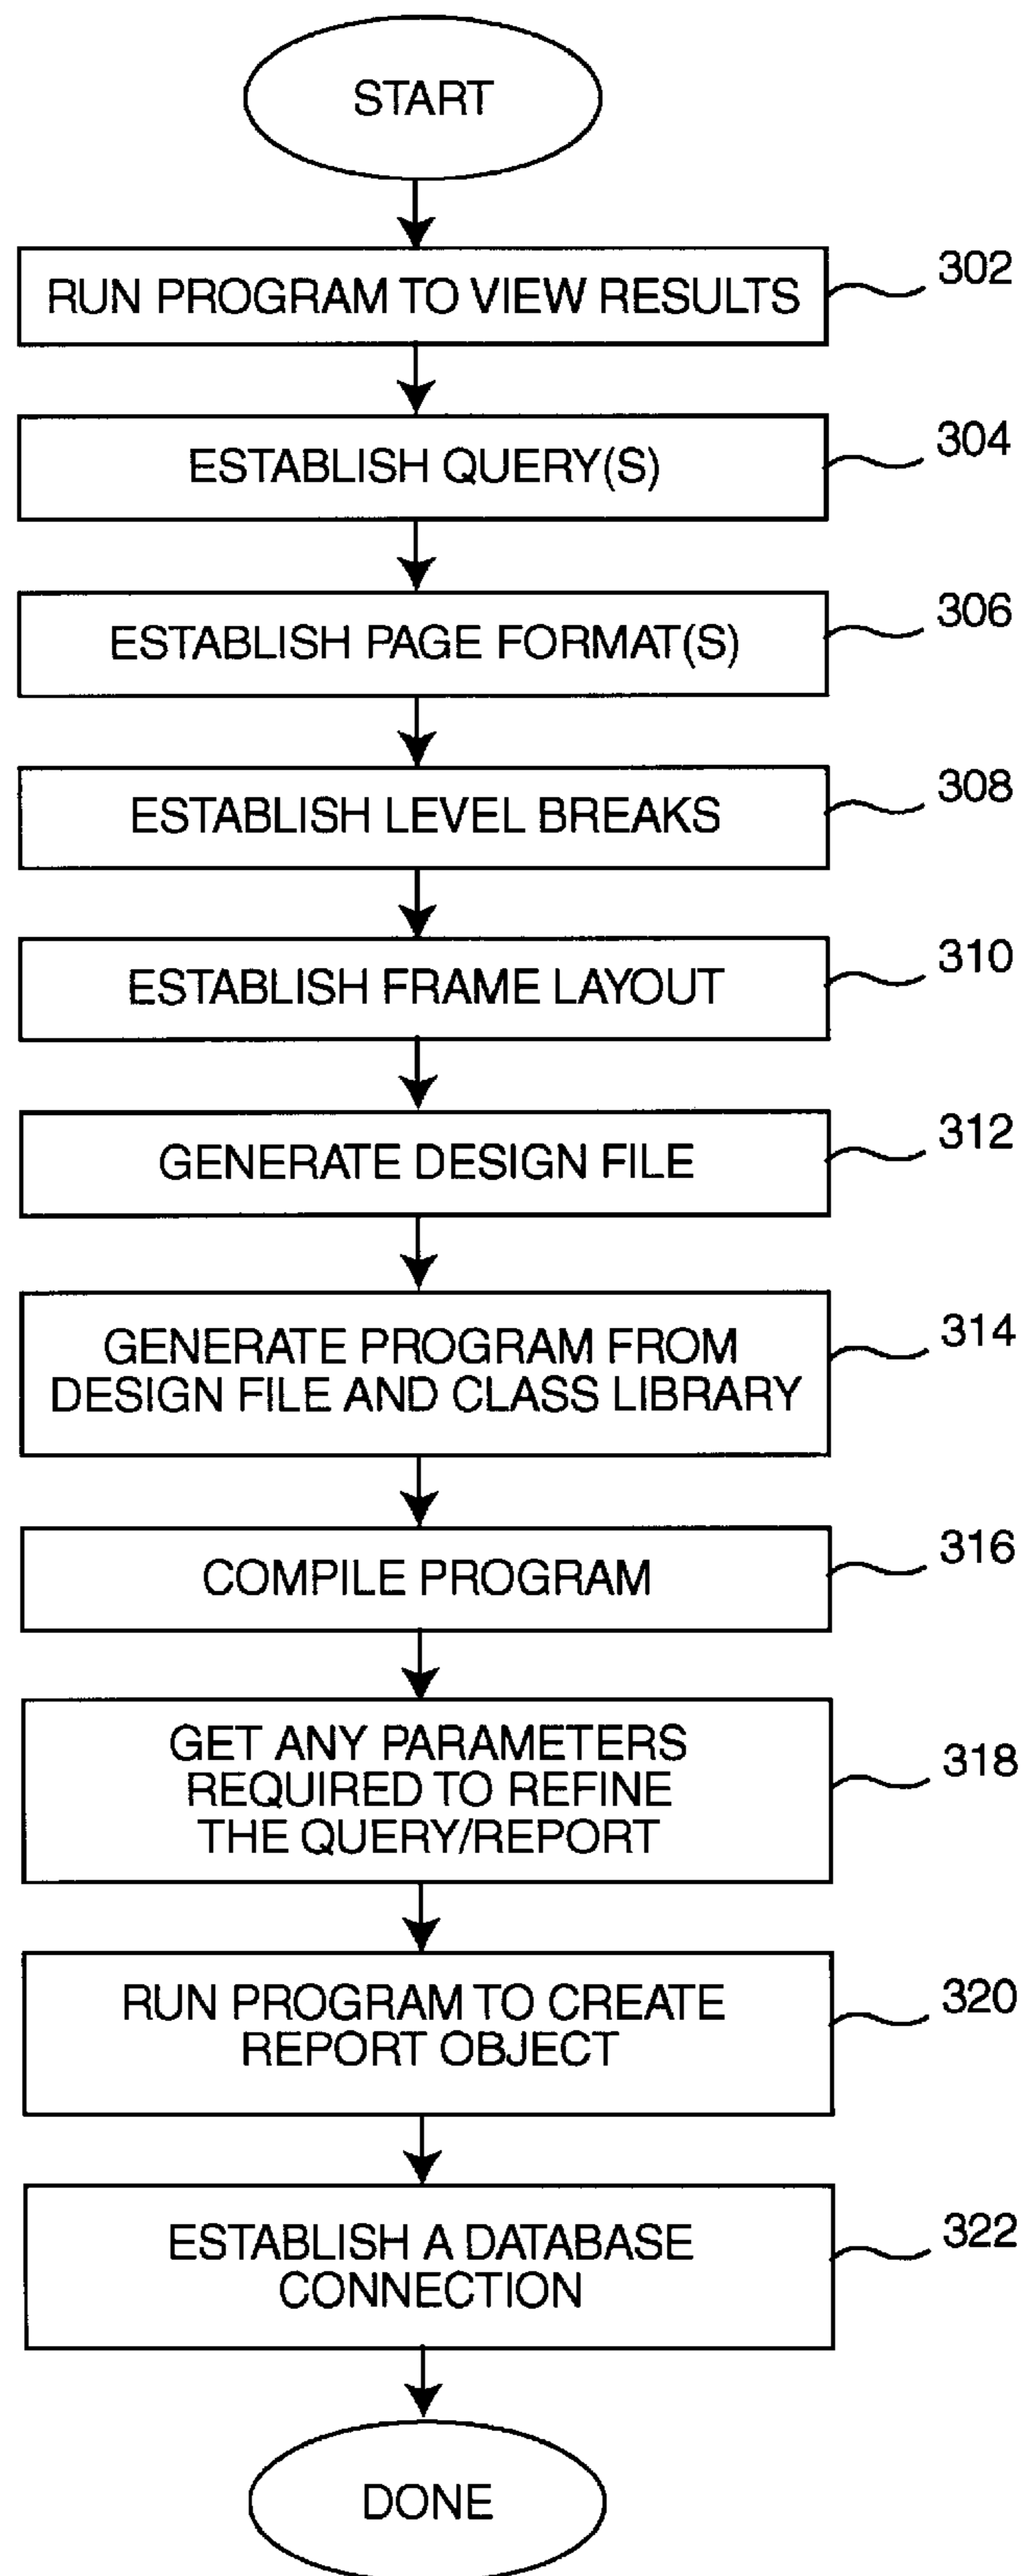 START
RUN PROGRAM TO VIEW RESULTS
302
ESTABLISH QUERY(S)
304
ESTABLISH PAGE FORMAT(S)
306
ESTABLISH LEVEL BREAKS
308
ESTABLISH FRAME LAYOUT
310
GENERATE DESIGN FILE
312
GENERATE PROGRAM FROM
DESIGN FILE AND CLASS LIBRARY
314
COMPILE PROGRAM
316
GET ANY PARAMETERS
REQUIRED TO REFINE
THE QUERY/REPORT
318
RUN PROGRAM TO CREATE
REPORT OBJECT
320
ESTABLISH A DATABASE
CONNECTION
322
DONE